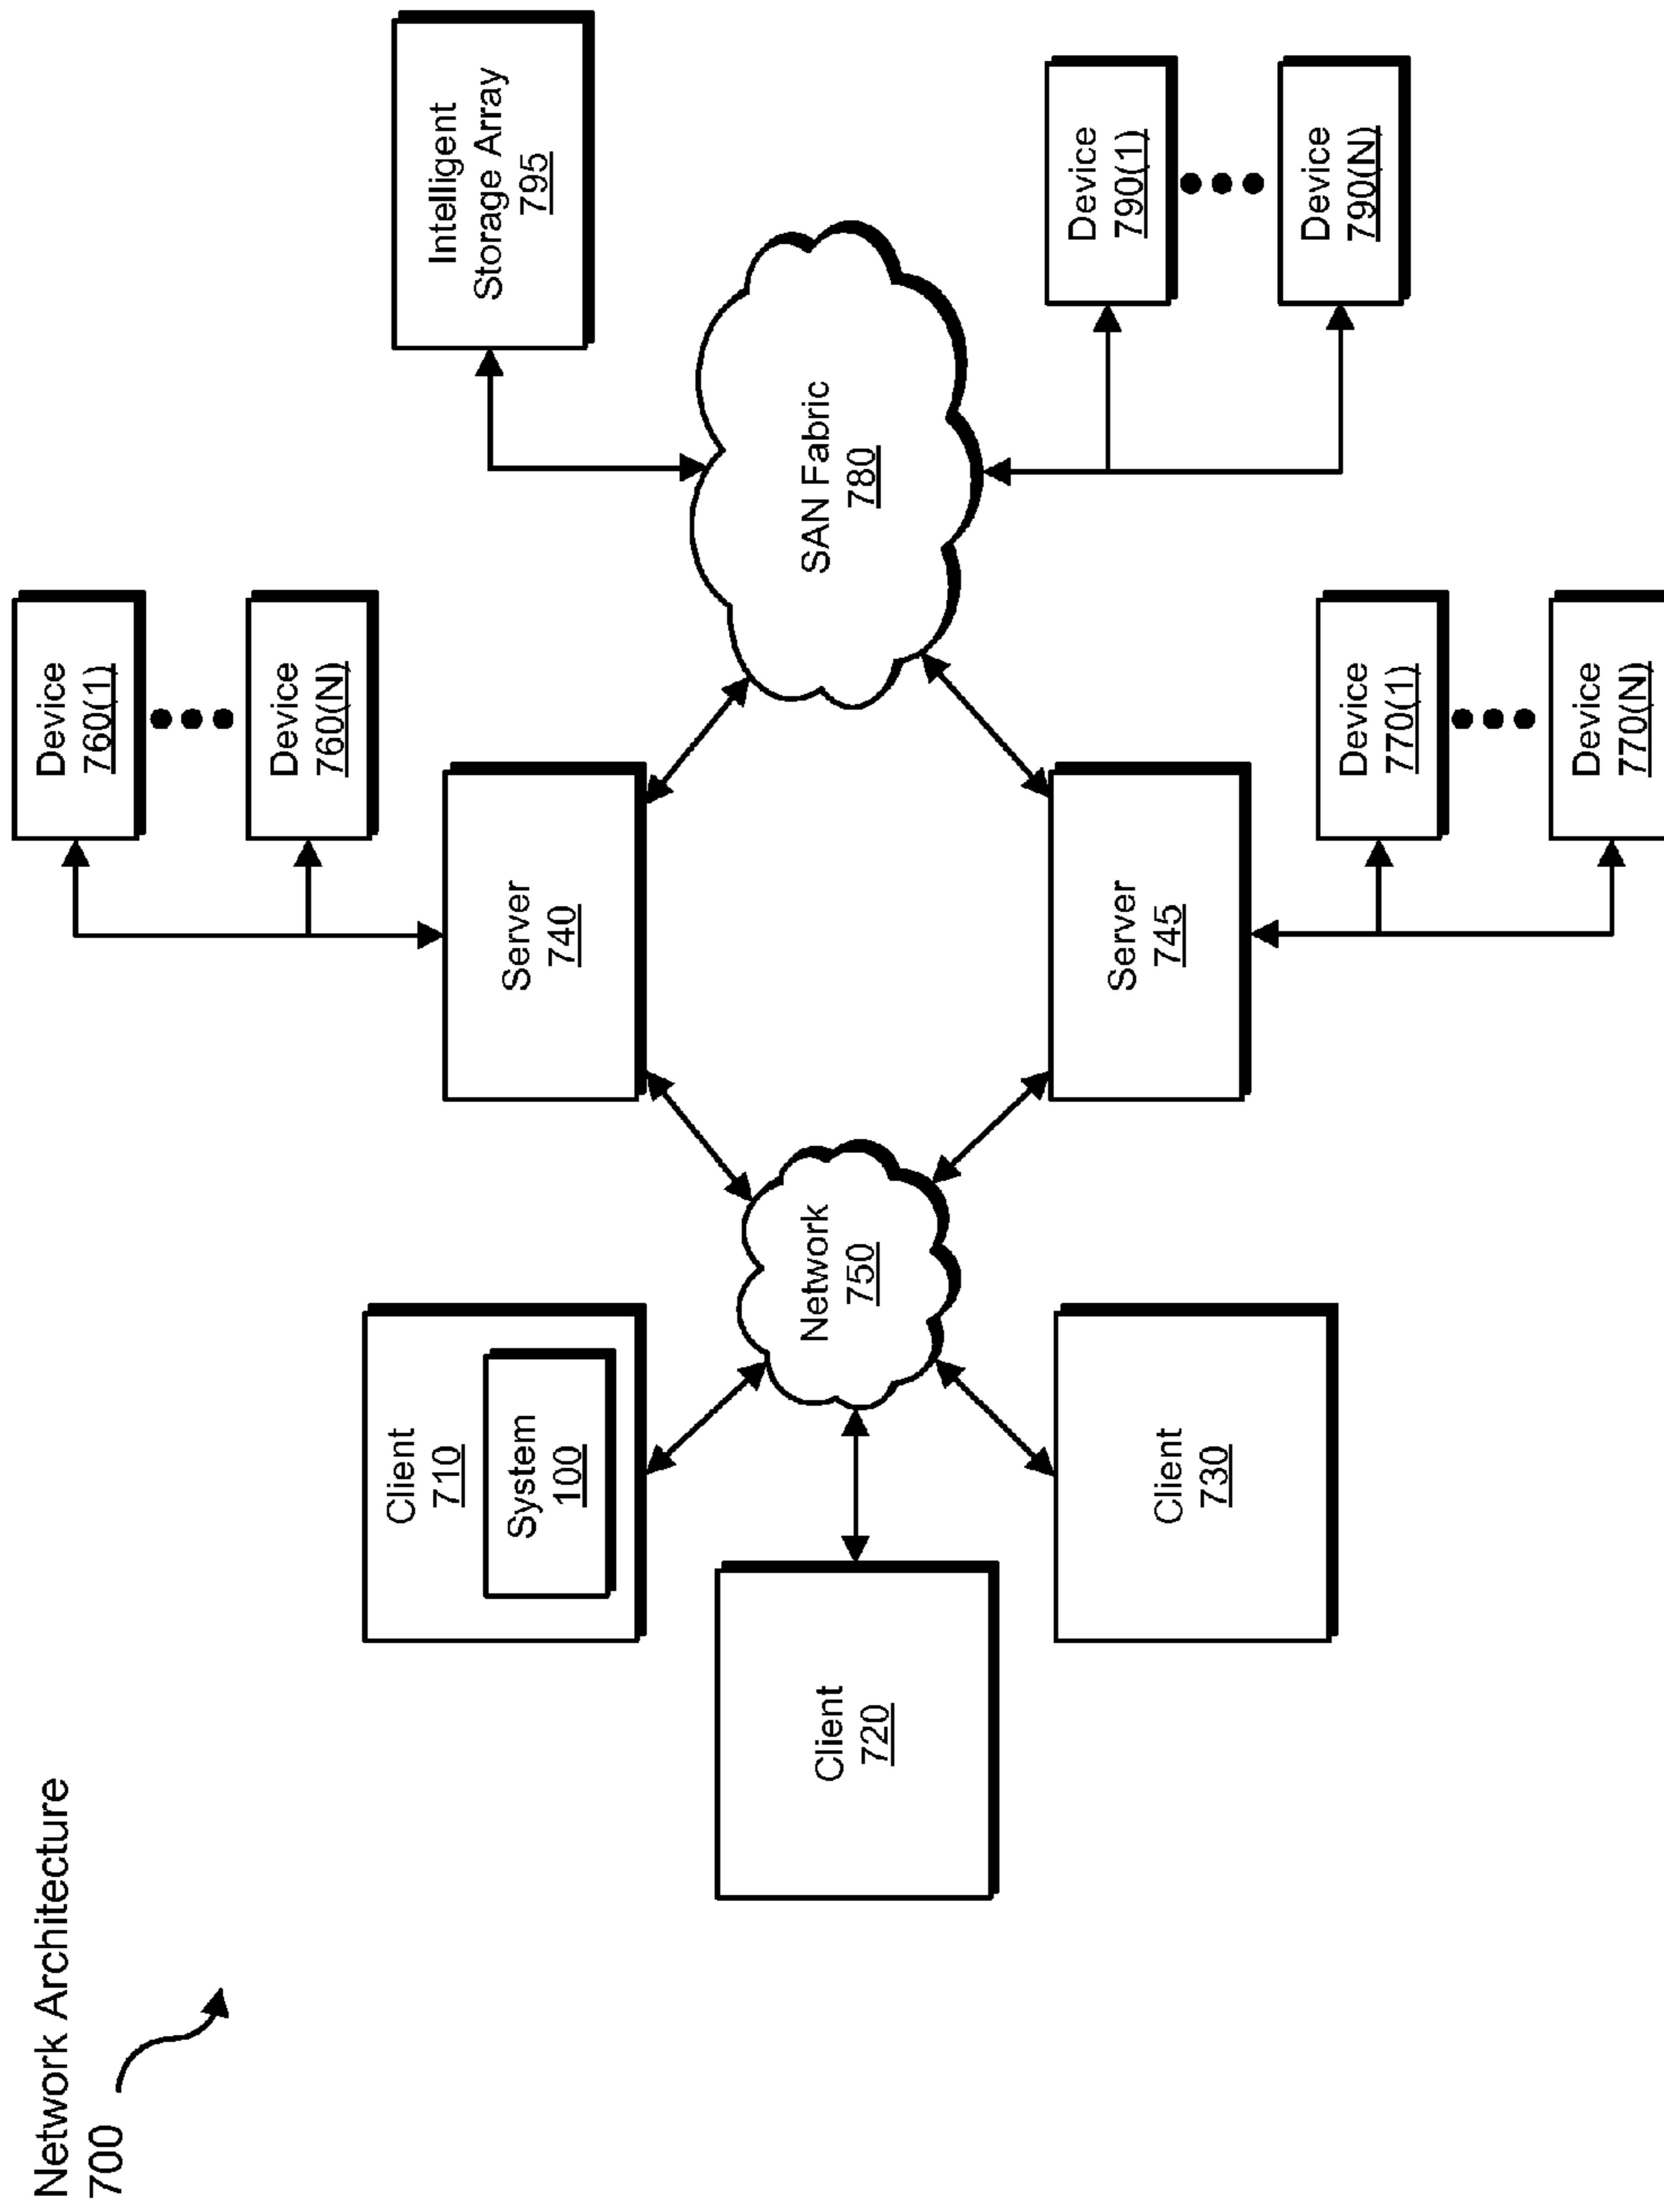 Network Architecture
700
Device
760(1)
Device
760(N)
Intelligent
Storage Array
795
Client
710
System
100
Server
740
Client
720
Network
750
SAN Fabric
780
Client
730
Server
745
Device
790(1)
Device
790(N)
Device
770(1)
Device
770(N)